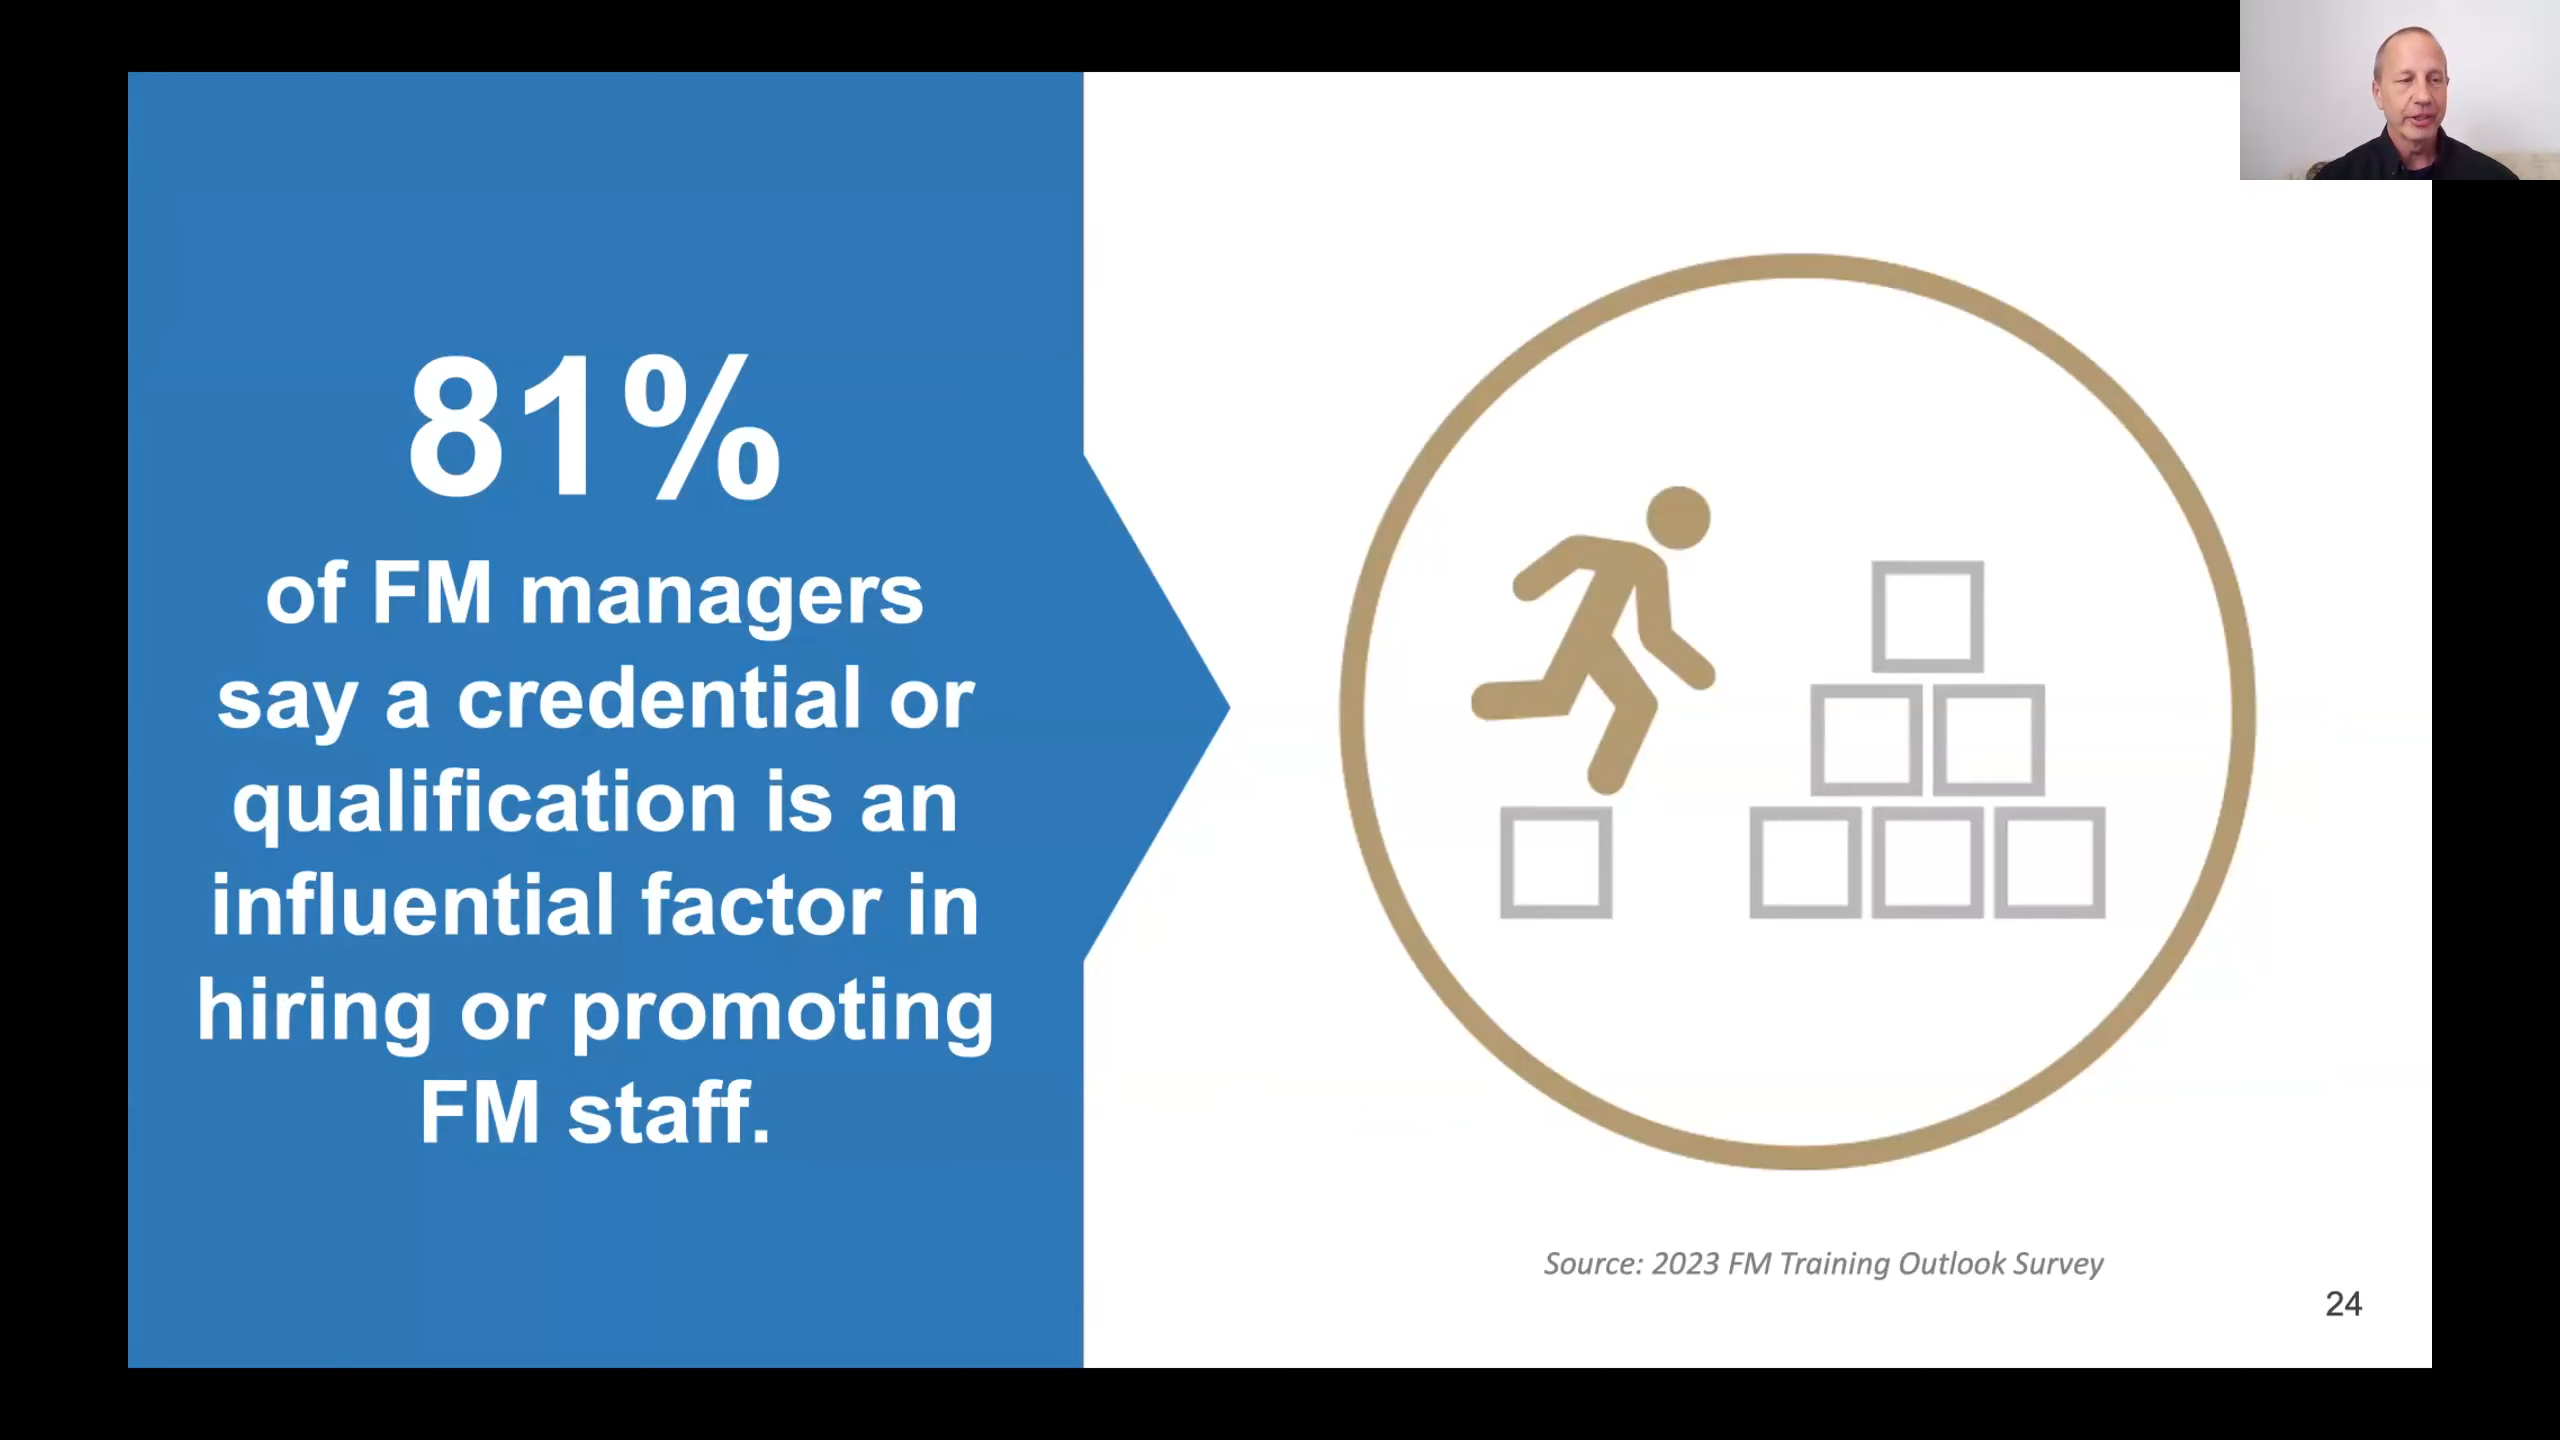 81%
of FM managers
say a credential or
qualification is an
influential factor in
hiring or promoting
FM staff.
Source: 2023 FM Training Outlook Survey
24